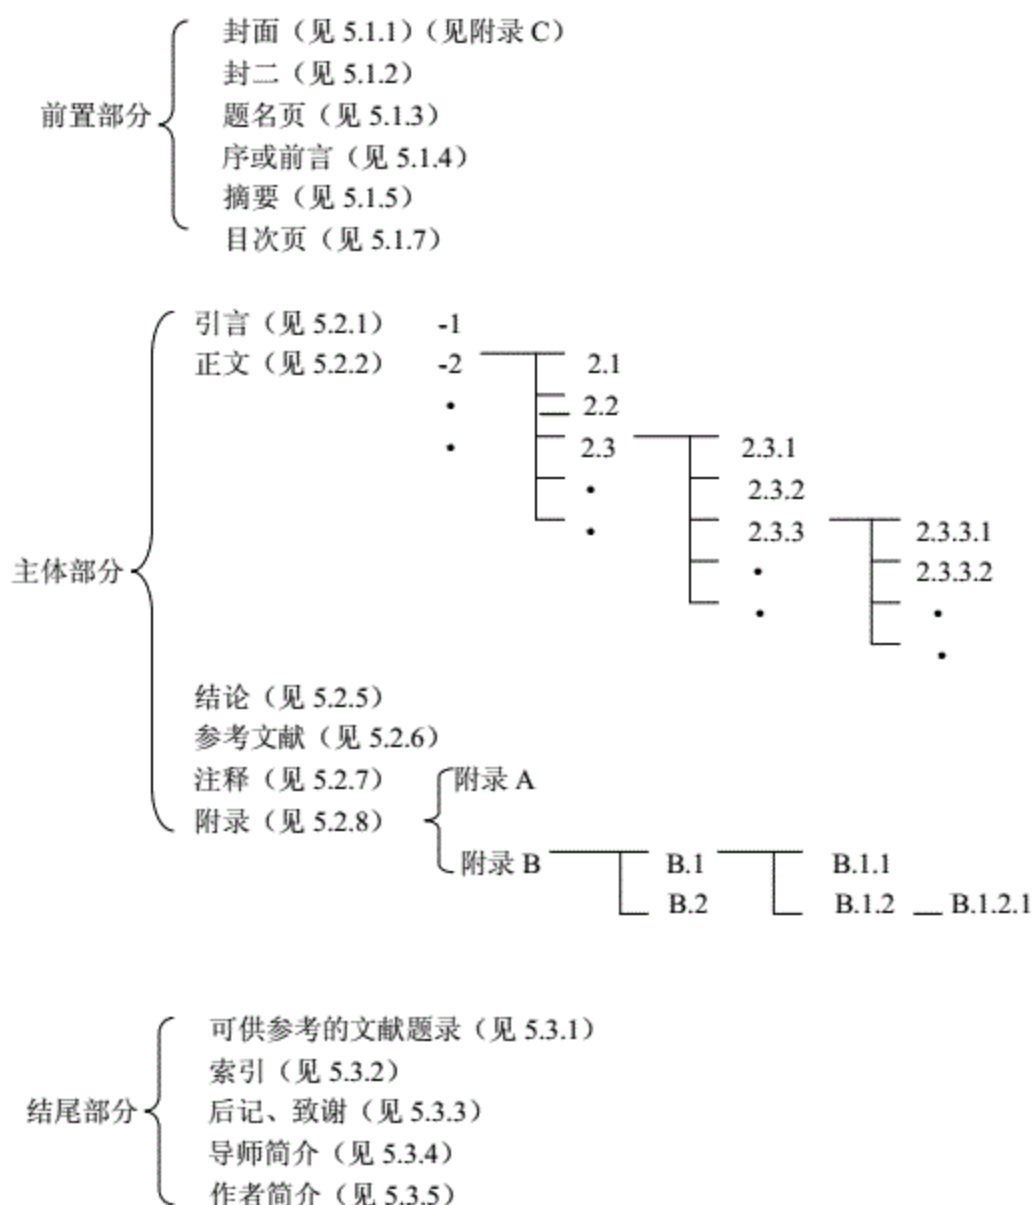 封面（见 5.1.1）（见附录 C）
封二（见 5.1.2）
前置部分 题名页（见 5.1.3）
序或前言（见 5.1.4）
摘要（见 5.1.5）
目次页（见 5.1.7）
引言（见 5.2.1） -1
正文（见 5.2.2） -2 2.1
• 2.2
• 2.3 2.3.1
• 2.3.2
• 2.3.3 2.3.3.1
主体部分 • 2.3.3.2
• •
•
结论（见 5.2.5）
参考文献（见 5.2.6）
注释（见 5.2.7） 附录 A
附录（见 5.2.8）
附录 B B.1 B.1.1
B.2 B.1.2 B.1.2.1
可供参考的文献题录（见 5.3.1）
索引（见 5.3.2）
结尾部分 后记、致谢（见 5.3.3）
导师简介（见 5.3.4）
作者简介（见 5.3.5）